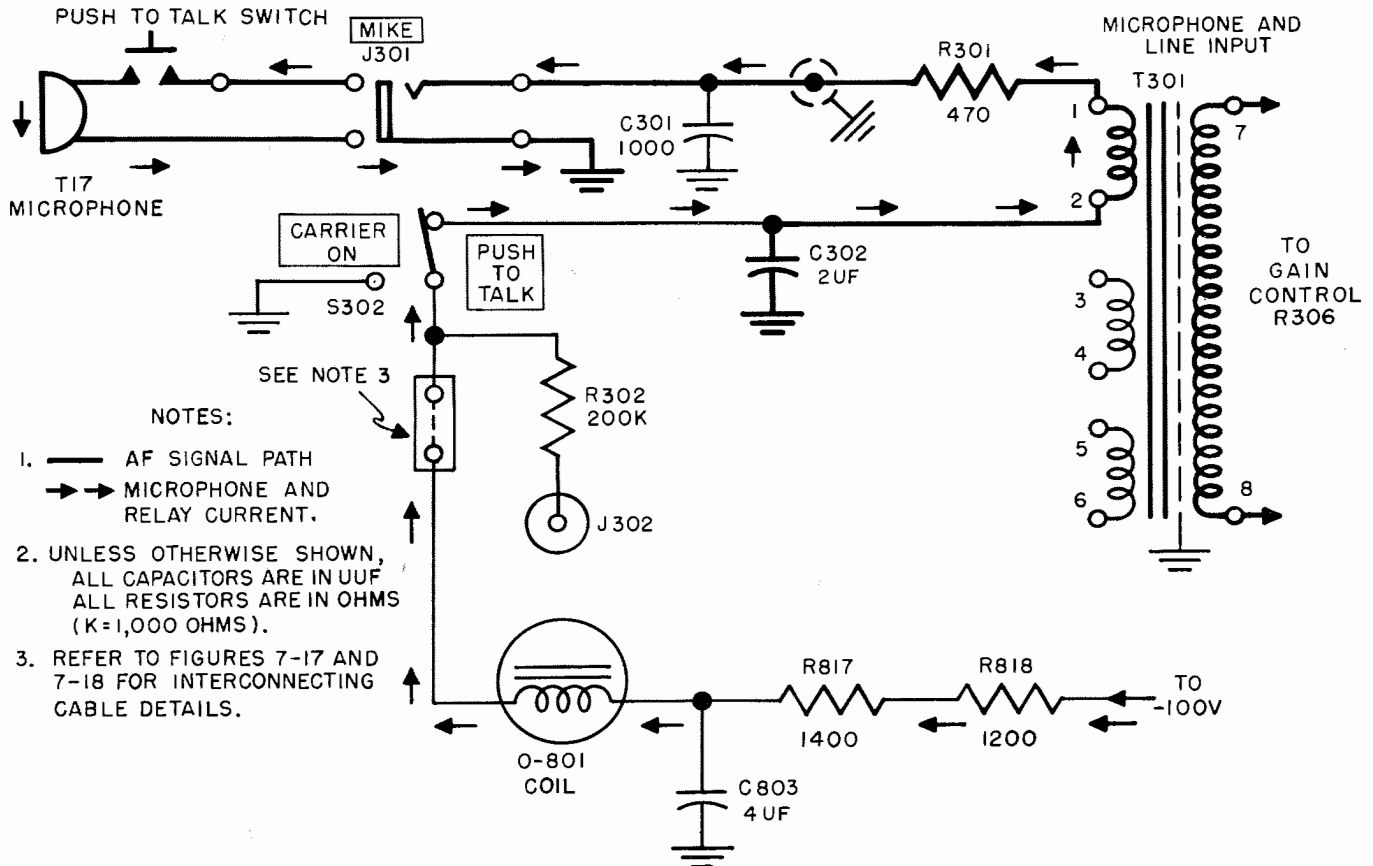 PUSH TO TALK SWITCH
MIKE
J301
MICROPHONE AND
LINE INPUT
R301
470
T301
C301
1000
1
2
3
4
5
6
7
8
T17
MICROPHONE
CARRIER
ON
S302
PUSH
TO
TALK
C302
2UF
TO
GAIN
CONTROL
R306
SEE NOTE 3
R302
200K
J302
NOTES:
1. AF SIGNAL PATH
MICROPHONE AND
RELAY CURRENT.
2. UNLESS OTHERWISE SHOWN,
ALL CAPACITORS ARE IN UUF
ALL RESISTORS ARE IN OHMS
(K=1,000 OHMS).
3. REFER TO FIGURES 7-17 AND
7-18 FOR INTERCONNECTING
CABLE DETAILS.
O-801
COIL
R817
1400
R818
1200
TO
-100V
C803
4UF